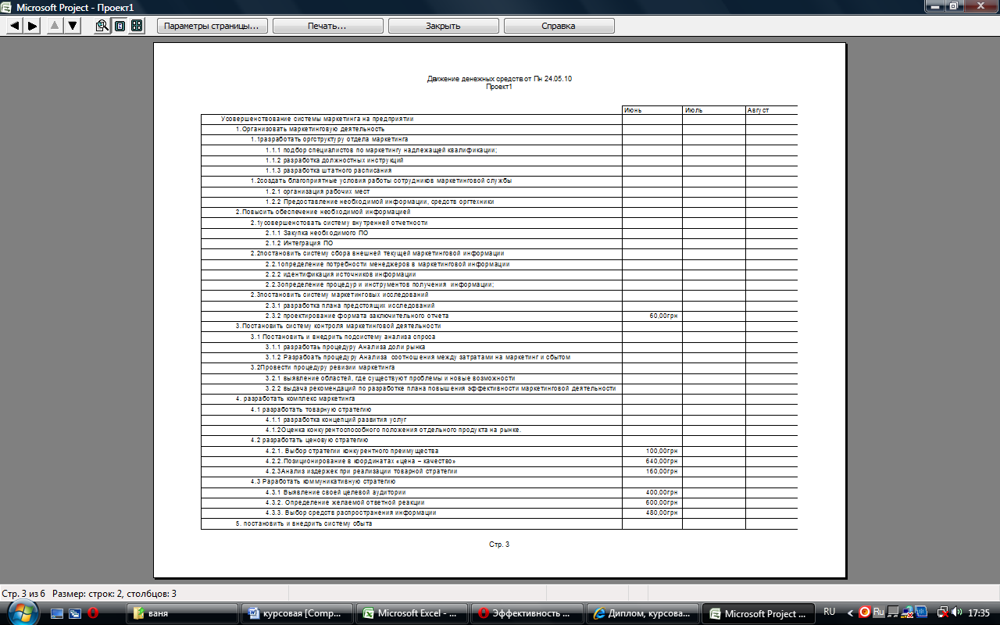 Microsoft Project - Проект1
Параметры страницы... Печать... Закрыть Справка
Движение денежных средств от Пн 24.05.10
Проект1
Июнь Июль Август
Усовершенствование системы маркетинга на предприятии
1.Организовать маркетинговую деятельность
1.1разработать оргструктуру отдела маркетинга
1.1.1 подбор специалистов по маркетингу надлежащей квалификации;
1.1.2 разработка должностных инструкций
1.1.3 разработка штатного расписания
1.2создать благоприятные условия работы сотрудников маркетинговой службы
1.2.1 организация рабочих мест
1.2.2 Предоставление необходимой информации, средств оргтехники
2.Повысить обеспечение необходимой информацией
2.1усовершенстовать систему внутренней отчетности
2.1.1 Закупка необходимого ПО
2.1.2 Интеграция ПО
2.2постановить систему сбора внешней текущей маркетинговой информации
2.2.1определение потребности менеджеров в маркетинговой информации
2.2.2 идентификация источников информации
2.2.3определение процедур и инструментов получения информации;
2.3постановить систему маркетинговых исследований
2.3.1 разработка плана предстоящих исследований
2.3.2 проектирование формата заключительного отчета 60,00грн
3.Постановить систему контроля маркетинговой деятельности
3.1 Постановить и внедрить подсистему анализа спроса
3.1.1 разработаь процедуру Анализа доли рынка
3.1.2 Разрабоать процедуру Анализа соотношения между затратами на маркетинг и сбытом
3.2Провести процедуру ревизии маркетинга
3.2.1 выявление областей, где существуют проблемы и новые возможности
3.2.2 выдача рекомендаций по разработке плана повышения эффективности маркетинговой деятельности
4. разработать комплекс маркетинга
4.1 разработать товарную стратегию
4.1.1 разработка концепций развития услуг
4.1.2Оценка конкурентоспособного положения отдельного продукта на рынке.
4.2 разработать ценовую стратегию
4.2.1. Выбор стратегии конкурентного преимущества 100,00грн
4.2.2.Позиционирование в координатах «цена – качество» 640,00грн
4.2.3Анализ издержек при реализации товарной стратегии 160,00грн
4.3 Раработать коммуникативную стратегию
4.3.1 Выявление своей целевой аудитории 400,00грн
4.3.2. Определение желаемой ответной реакции 600,00грн
4.3.3. Выбор средств распространения информации 480,00грн
5. постановить и внедрить систему сбыта
Стр. 3
Стр. 3 из 6 Размер: строк: 2, столбцов: 3
ваня курсовая [Comp... Microsoft Excel - ... Эффективность ... Диплом, курсова... Microsoft Project ... RU Ru 17:35